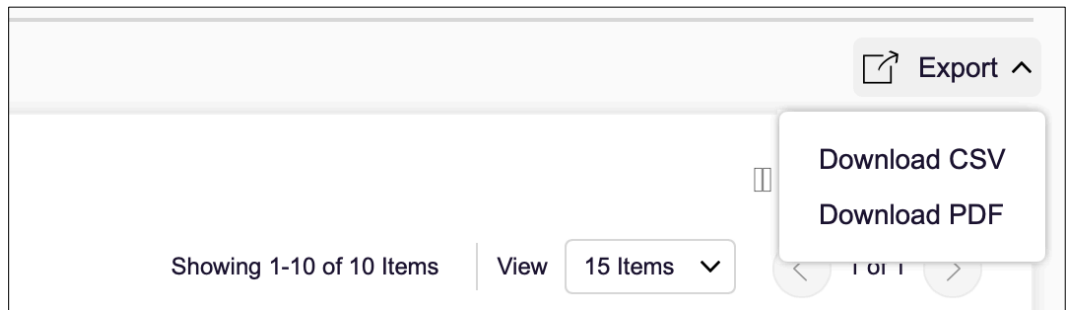 Export
Download CSV
Download PDF
Showing 1-10 of 10 Items View 15 Items 1 of 1